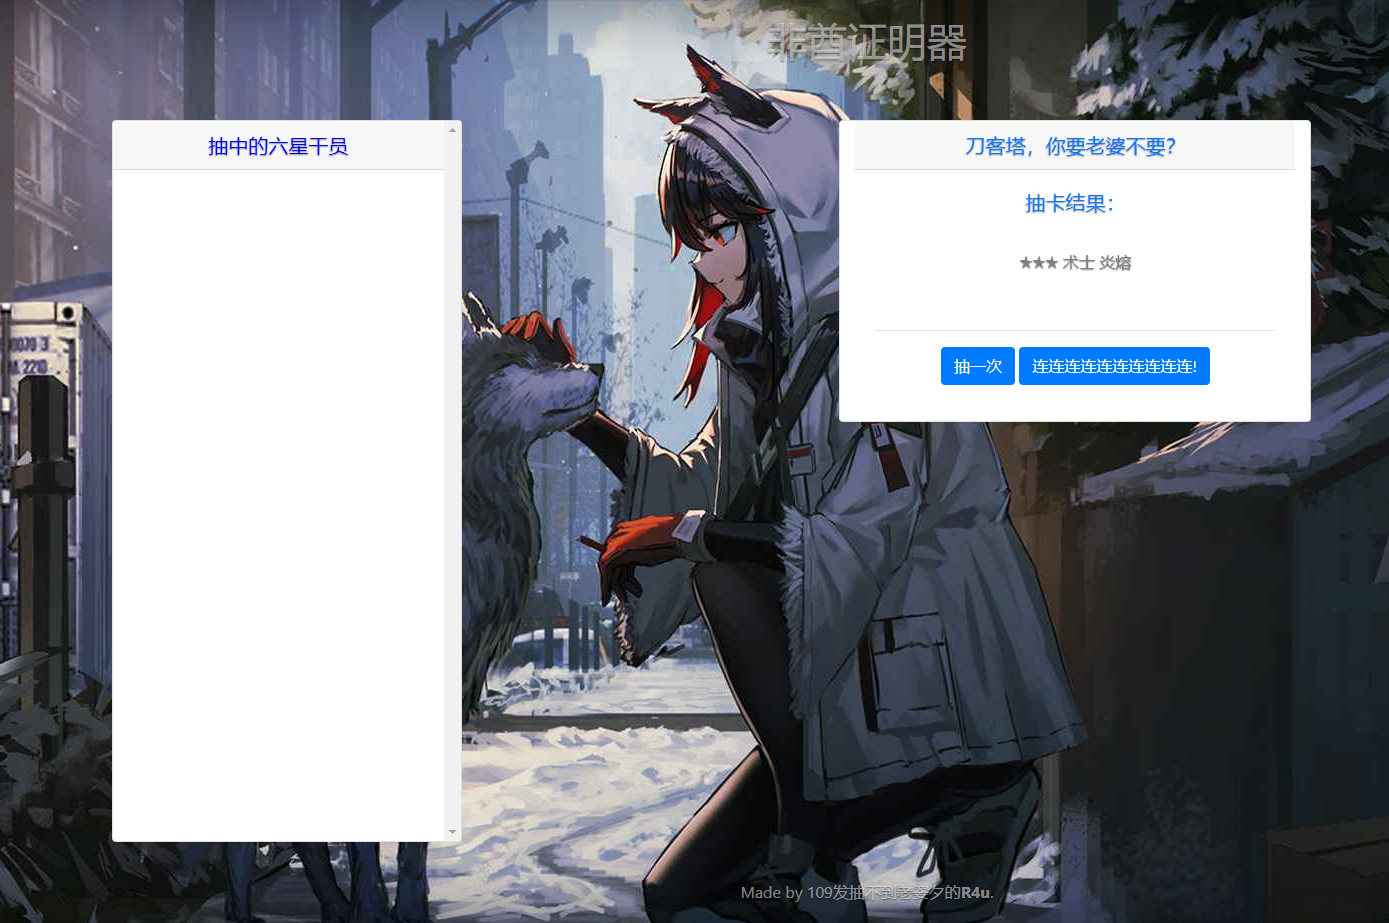 非酋证明器
抽中的六星干员
刀客塔，你要老婆不要?
抽卡结果：
★★★ 术士 炎熔
抽一次
连连连连连连连连连连!
Made by 109发抽不到老婆夕的R4u.